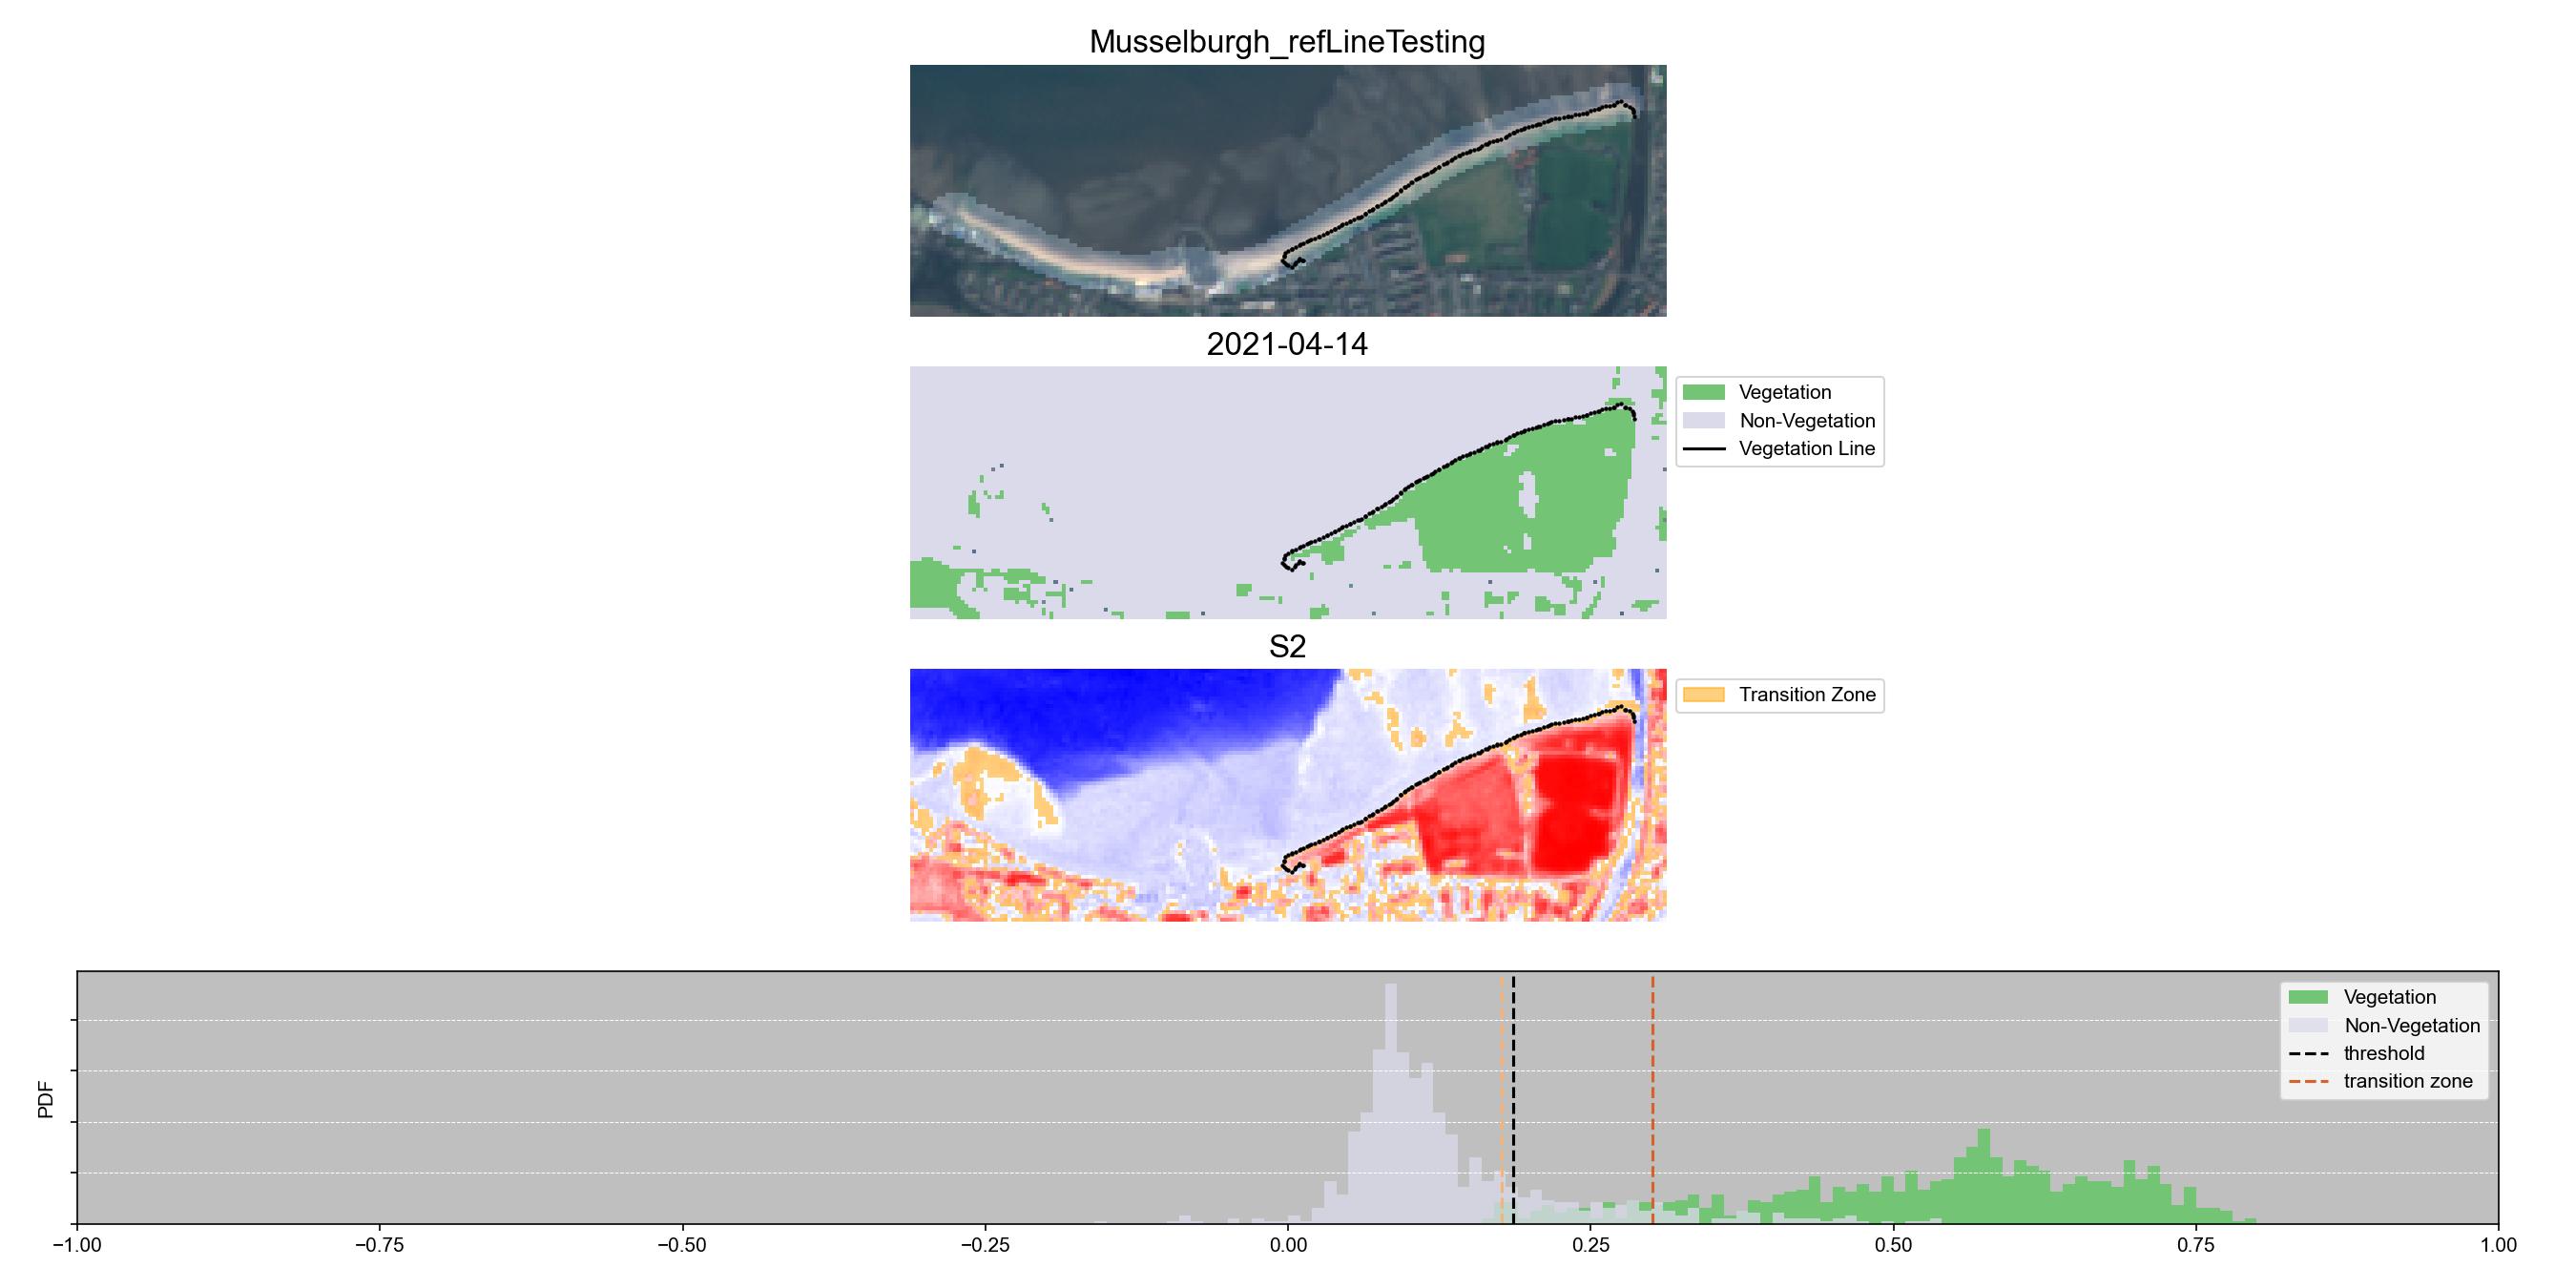 Musselburgh_refLineTesting
2021-04-14
Vegetation
Non-Vegetation
Vegetation Line
S2
Transition Zone
PDF
Vegetation
Non-Vegetation
threshold
transition zone
−1.00 −0.75 −0.50 −0.25 0.00 0.25 0.50 0.75 1.00